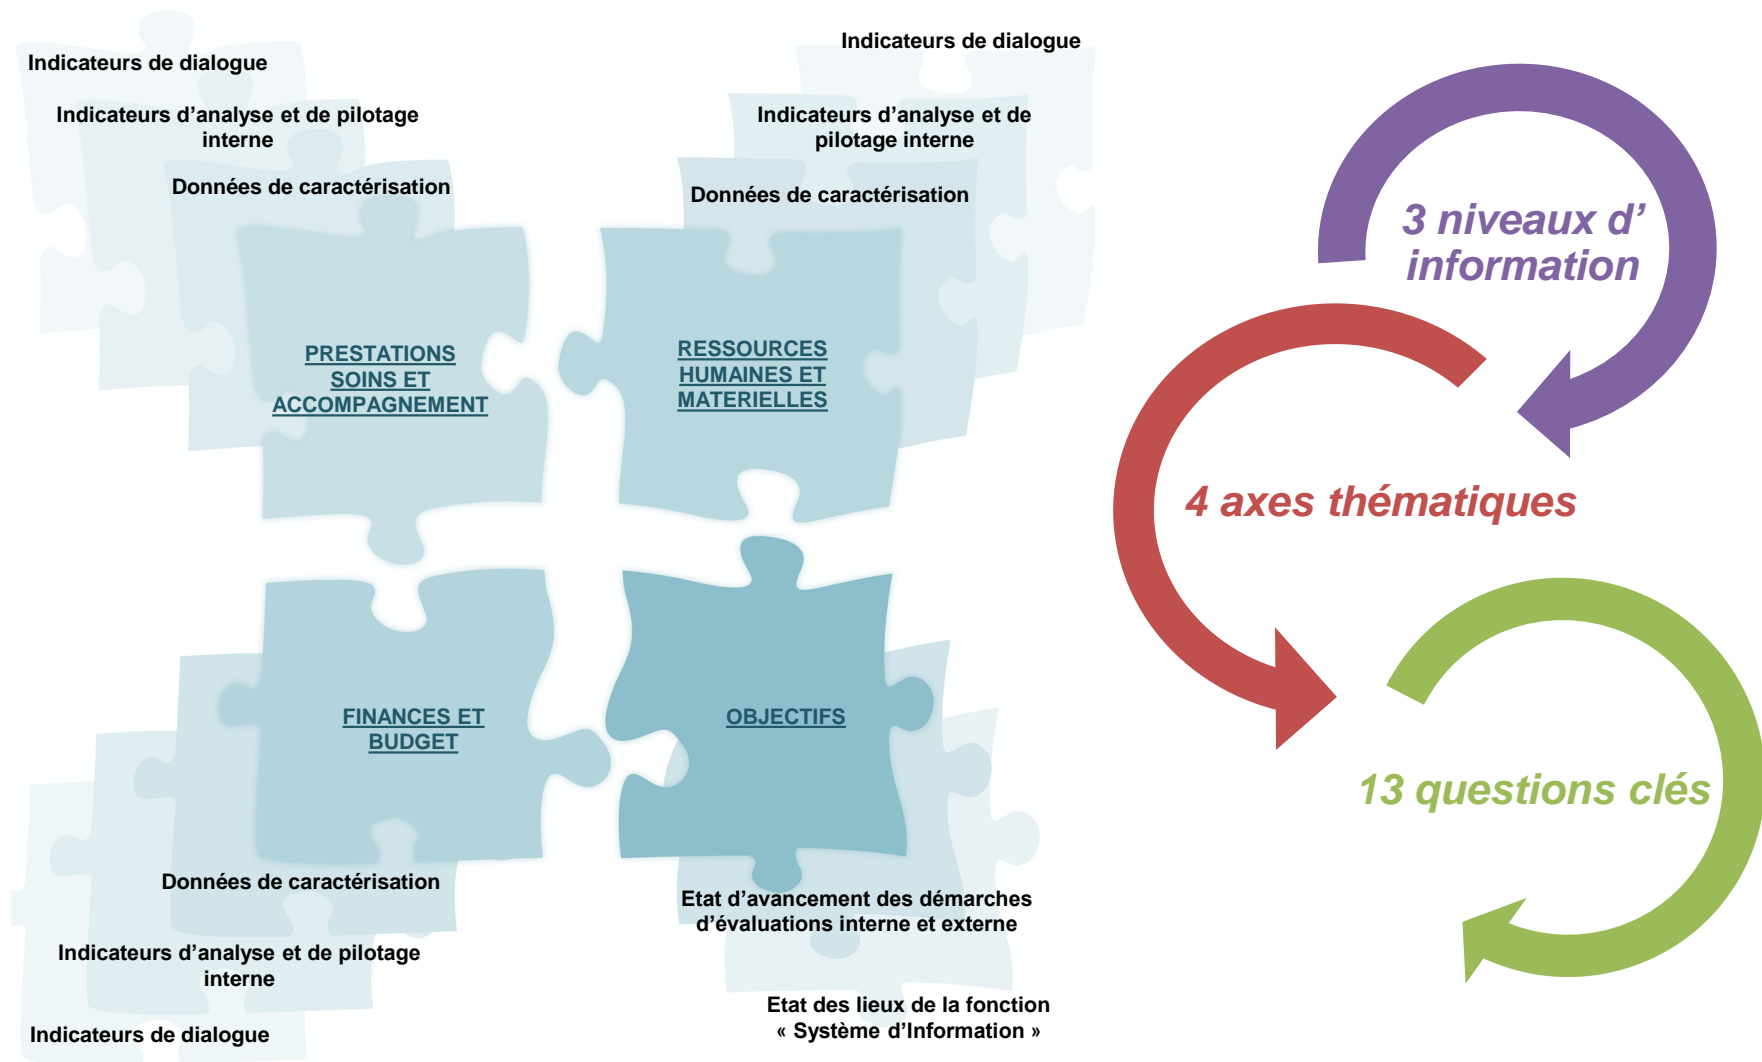 Indicateurs de dialogue
Indicateurs d’analyse et de pilotage
interne
Données de caractérisation
PRESTATIONS
SOINS ET
ACCOMPAGNEMENT
Indicateurs de dialogue
Indicateurs d’analyse et de
pilotage interne
Données de caractérisation
RESSOURCES
HUMAINES ET
MATERIELLES
FINANCES ET
BUDGET
Données de caractérisation
Indicateurs d’analyse et de pilotage
interne
Indicateurs de dialogue
OBJECTIFS
Etat d’avancement des démarches
d’évaluations interne et externe
Etat des lieux de la fonction
« Système d’Information »
3 niveaux d’
information
4 axes thématiques
13 questions clés